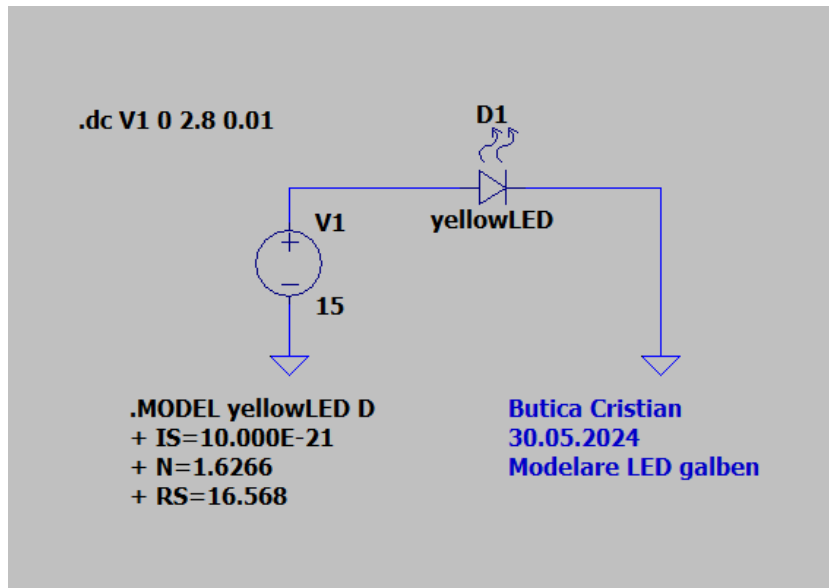 .dc V1 0 2.8 0.01
D1
yellowLED
V1
15
.MODEL yellowLED D
+ IS=10.000E-21
+ N=1.6266
+ RS=16.568
Butica Cristian
30.05.2024
Modelare LED galben